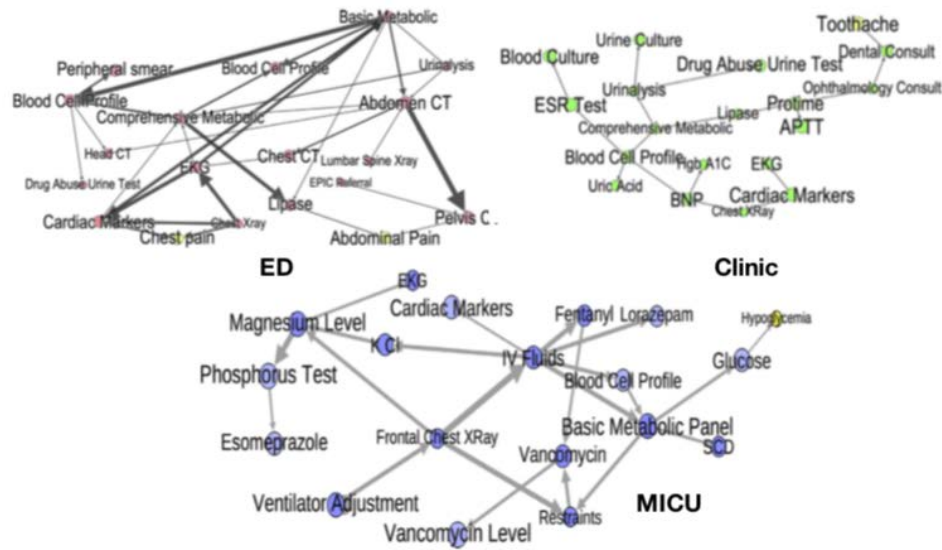 Basic Metabolic
Peripheral smear
Blood Cell Profile
Urinalysis
Blood Cell Profile
Abdomen CT
Comprehensive Metabolic
Head CT
Chest CT
Lumbar Spine Xray
EKG
Drug Abuse Urine Test
EPIC Referral
Lipase
Cardiac Markers
Chest Xray
Pelvis C .
Chest pain
Abdominal Pain
ED
Toothache
Urine Culture
Blood Culture
Dental Consult
Drug Abuse Urine Test
Urinalysis
Ophthalmology Consult
ESR Test
Lipase
Protime
Comprehensive Metabolic
APTT
Blood Cell Profile
Hgb A1C
EKG
Uric Acid
BNP
Cardiac Markers
Chest XRay
Clinic
EKG
Cardiac Markers
Fentanyl
Lorazepam
Hypoglycemia
Magnesium Level
K Cl
IV Fluids
Glucose
Phosphorus Test
Blood Cell Profile
Esomeprazole
Frontal Chest XRay
Basic Metabolic Panel
SCD
Vancomycin
Ventilator Adjustment
MICU
Restraints
Vancomycin Level